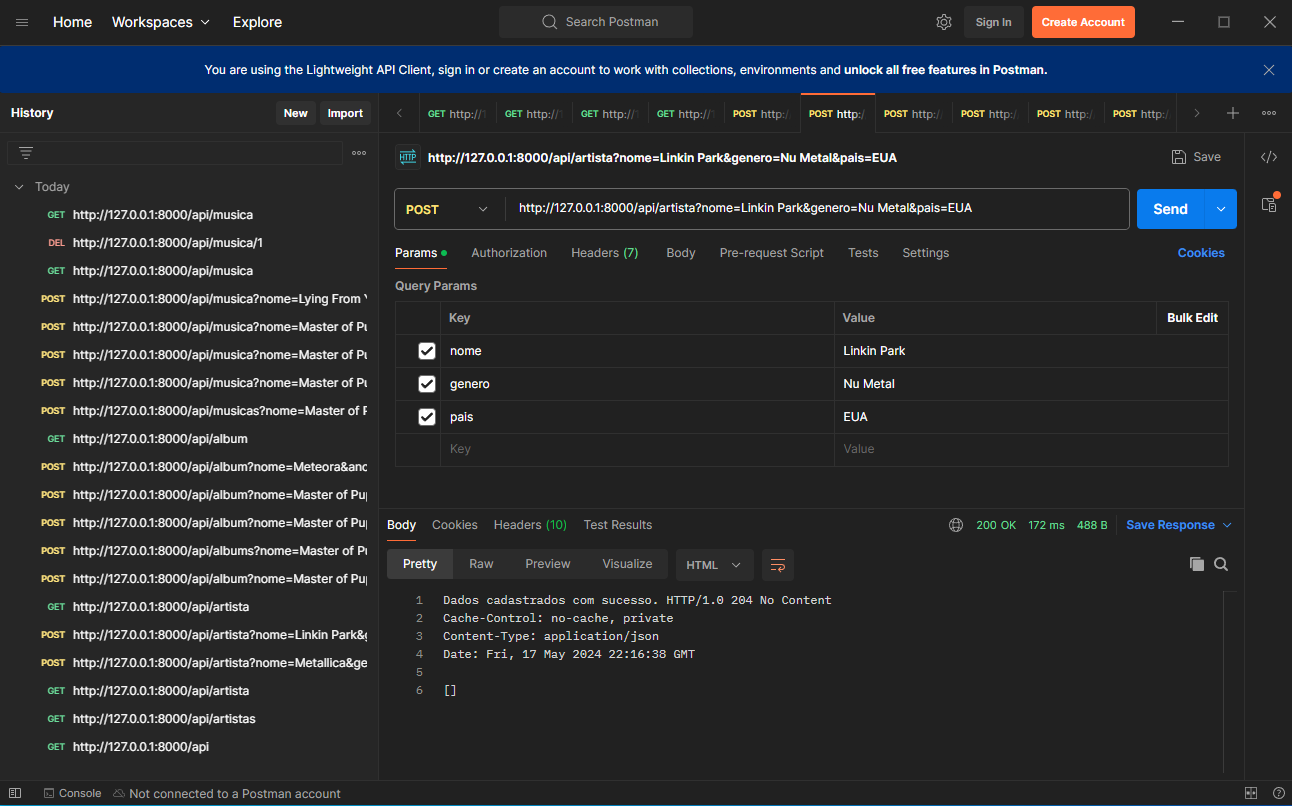 Home Workspaces Explore Search Postman Sign In Create Account
You are using the Lightweight API Client, sign in or create an account to work with collections, environments and unlock all free features in Postman.
History New Import
GET http://1 GET http://1 GET http://1 GET http://1 POST http:/ POST http:/ POST http:/ POST http:/ POST http:/ POST http:/
HTTP http://127.0.0.1:8000/api/artista?nome=Linkin Park&genero=Nu Metal&pais=EUA Save
Today
GET http://127.0.0.1:8000/api/musica
DEL http://127.0.0.1:8000/api/musica/1
GET http://127.0.0.1:8000/api/musica
POST http://127.0.0.1:8000/api/musica?nome=Lying From Y
POST http://127.0.0.1:8000/api/musica?nome=Master of Pu
POST http://127.0.0.1:8000/api/musica?nome=Master of Pu
POST http://127.0.0.1:8000/api/musica?nome=Master of Pu
POST http://127.0.0.1:8000/api/musicas?nome=Master of P
GET http://127.0.0.1:8000/api/album
POST http://127.0.0.1:8000/api/album?nome=Meteora&ano
POST http://127.0.0.1:8000/api/album?nome=Master of Pup
POST http://127.0.0.1:8000/api/album?nome=Master of Pup
POST http://127.0.0.1:8000/api/albums?nome=Master of Pu
POST http://127.0.0.1:8000/api/album?nome=Master of Pup
GET http://127.0.0.1:8000/api/artista
POST http://127.0.0.1:8000/api/artista?nome=Linkin Park&g
POST http://127.0.0.1:8000/api/artista?nome=Metallica&ge
GET http://127.0.0.1:8000/api/artista
GET http://127.0.0.1:8000/api/artistas
GET http://127.0.0.1:8000/api
POST http://127.0.0.1:8000/api/artista?nome=Linkin Park&genero=Nu Metal&pais=EUA Send
Params Authorization Headers (7) Body Pre-request Script Tests Settings Cookies
Query Params
Key Value Bulk Edit
nome Linkin Park
genero Nu Metal
pais EUA
Key Value
Body Cookies Headers (10) Test Results 200 OK 172 ms 488 B Save Response
Pretty Raw Preview Visualize HTML
1 Dados cadastrados com sucesso. HTTP/1.0 204 No Content
2 Cache-Control: no-cache, private
3 Content-Type: application/json
4 Date: Fri, 17 May 2024 22:16:38 GMT
5
6 []
Console Not connected to a Postman account